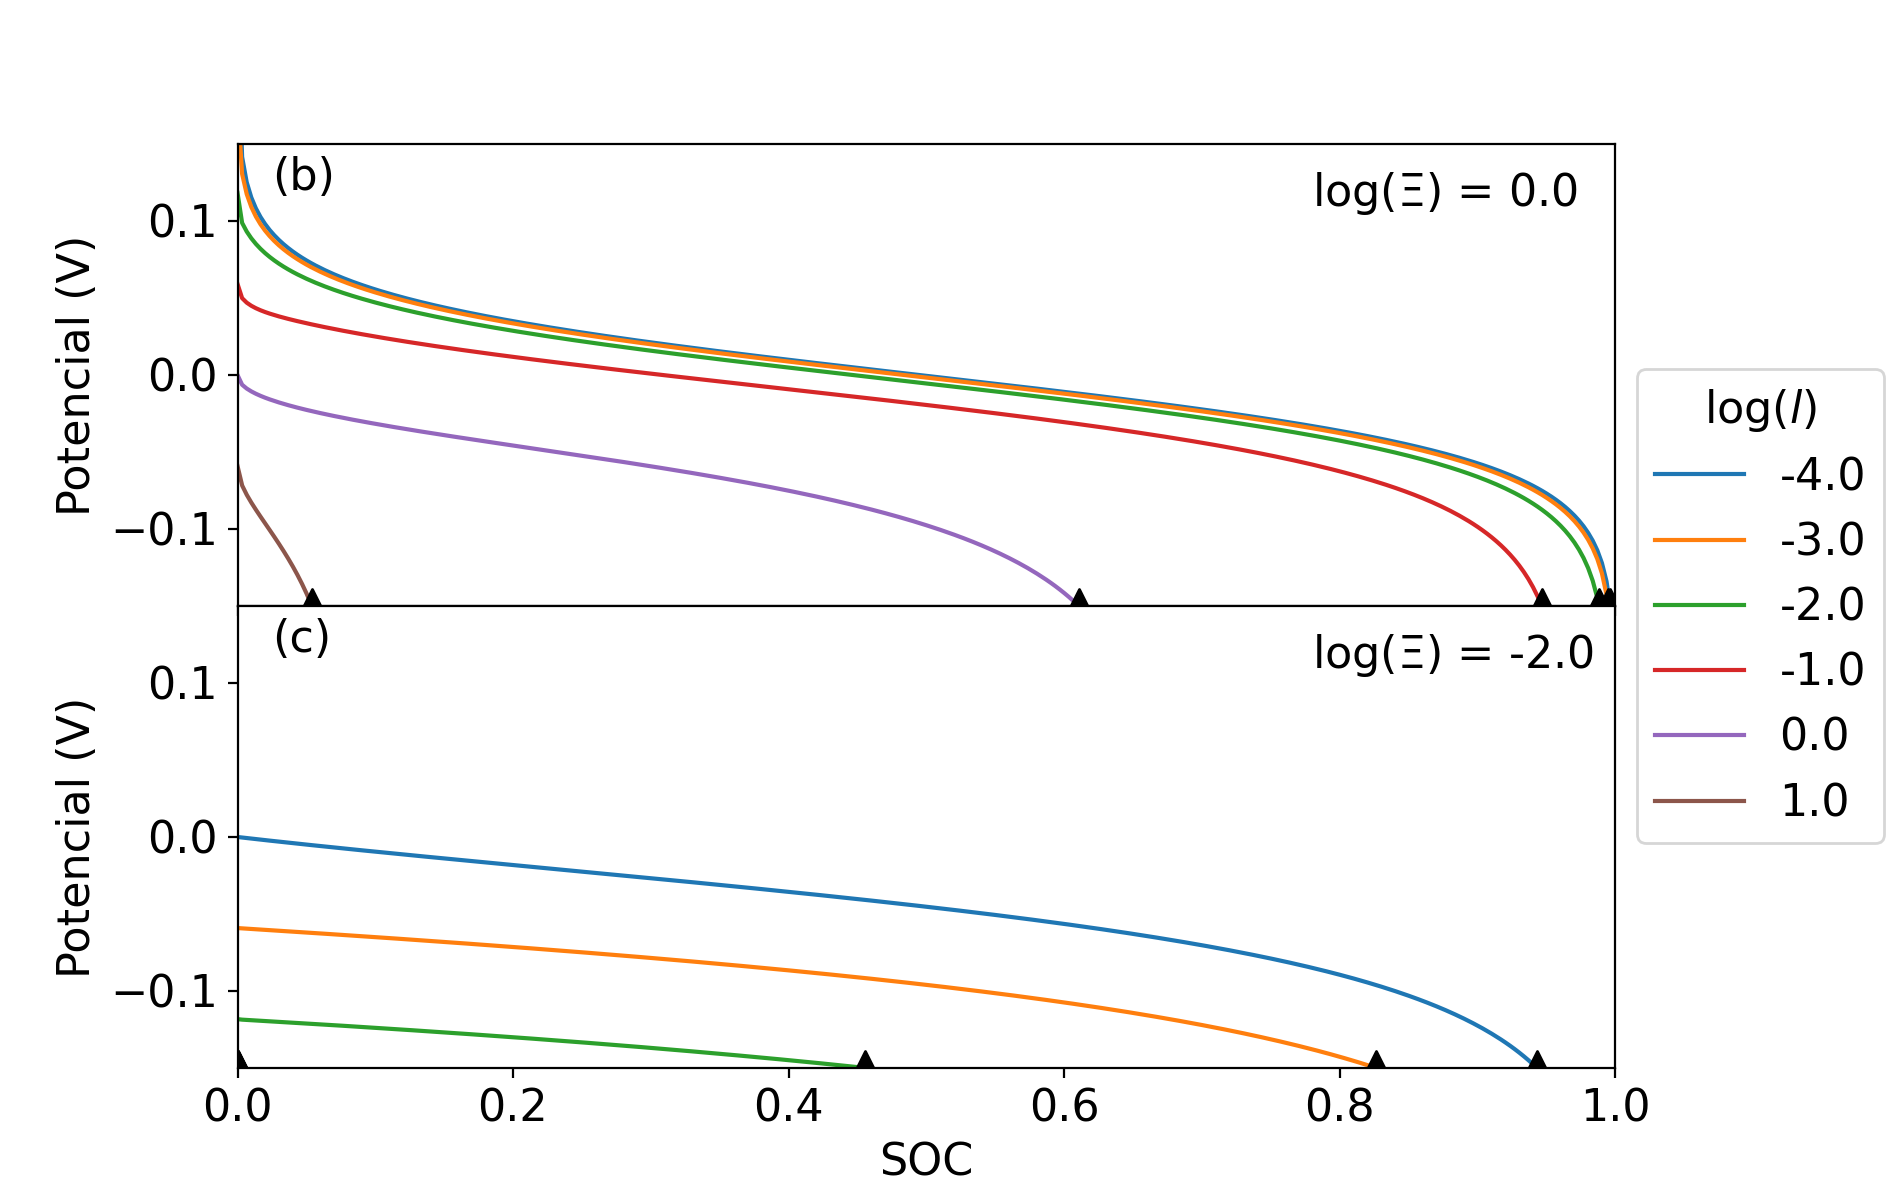 (b)
log(Ξ) = 0.0
0.1
0.0
−0.1
Potencial (V)
(c)
log(Ξ) = -2.0
0.1
0.0
−0.1
Potencial (V)
0.0 0.2 0.4 0.6 0.8 1.0
SOC
log(l)
-4.0
-3.0
-2.0
-1.0
0.0
1.0